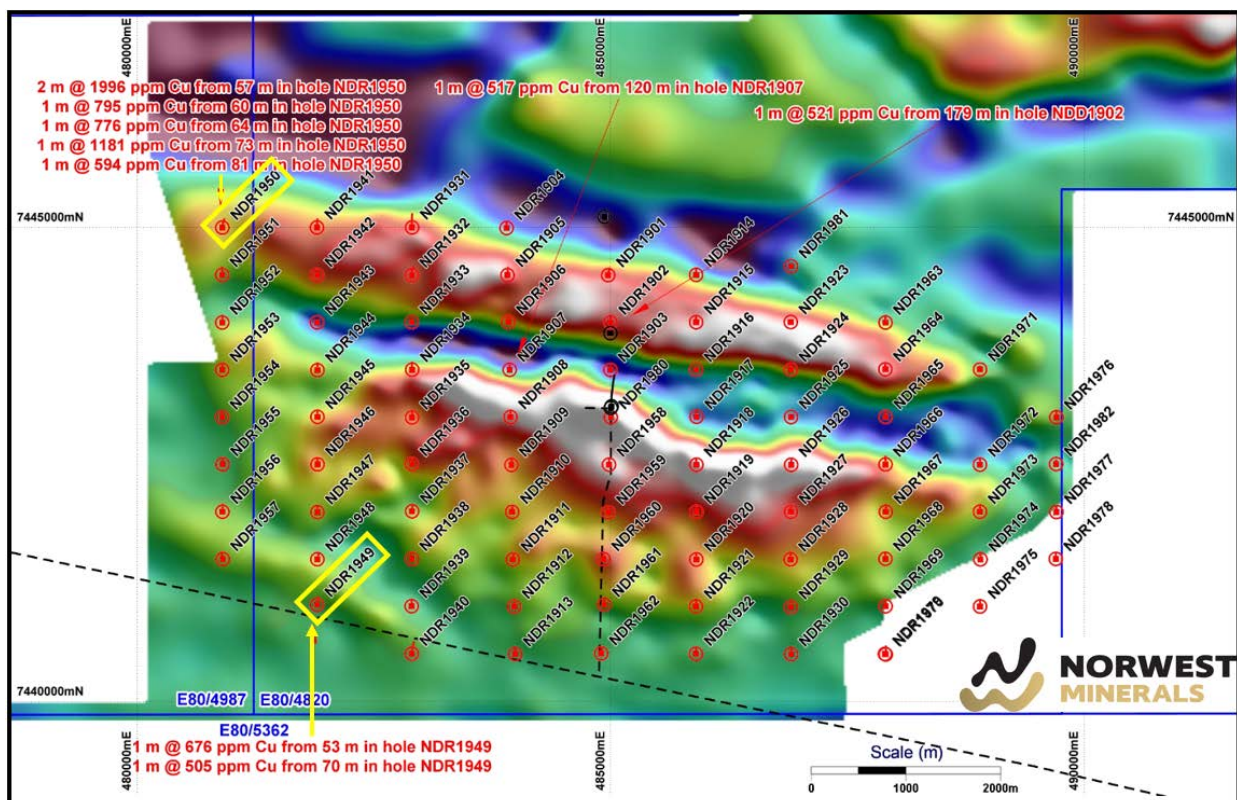 480000mE
485000mE
490000mE
2 m @ 1996 ppm Cu from 57 m in hole NDR1950
1 m @ 795 ppm Cu from 60 m in hole NDR1950
1 m @ 776 ppm Cu from 64 m in hole NDR1950
1 m @ 1181 ppm Cu from 73 m in hole NDR1950
1 m @ 594 ppm Cu from 81 m in hole NDR1950
1 m @ 517 ppm Cu from 120 m in hole NDR1907
1 m @ 521 ppm Cu from 179 m in hole NDD1902
7445000mN
7445000mN
NDR1950
NDR1941
NDR1931
NDR1904
NDR1951
NDR1942
NDR1932
NDR1905
NDR1901
NDR1914
NDR1981
NDR1952
NDR1943
NDR1933
NDR1906
NDR1902
NDR1915
NDR1923
NDR1963
NDR1953
NDR1944
NDR1934
NDR1907
NDR1903
NDR1916
NDR1924
NDR1964
NDR1971
NDR1954
NDR1945
NDR1935
NDR1908
NDR1980
NDR1917
NDR1925
NDR1965
NDR1976
NDR1955
NDR1946
NDR1936
NDR1909
NDR1958
NDR1918
NDR1926
NDR1966
NDR1972
NDR1982
NDR1956
NDR1947
NDR1937
NDR1910
NDR1959
NDR1919
NDR1927
NDR1967
NDR1973
NDR1977
NDR1957
NDR1948
NDR1938
NDR1911
NDR1960
NDR1920
NDR1928
NDR1968
NDR1974
NDR1978
NDR1949
NDR1939
NDR1912
NDR1961
NDR1921
NDR1929
NDR1969
NDR1975
NDR1940
NDR1913
NDR1962
NDR1922
NDR1930
NORWEST
MINERALS
7440000mN
E80/4987
E80/4820
E80/5362
1 m @ 676 ppm Cu from 53 m in hole NDR1949
1 m @ 505 ppm Cu from 70 m in hole NDR1949
Scale (m)
0
1000
2000m
480000mE
485000mE
490000mE